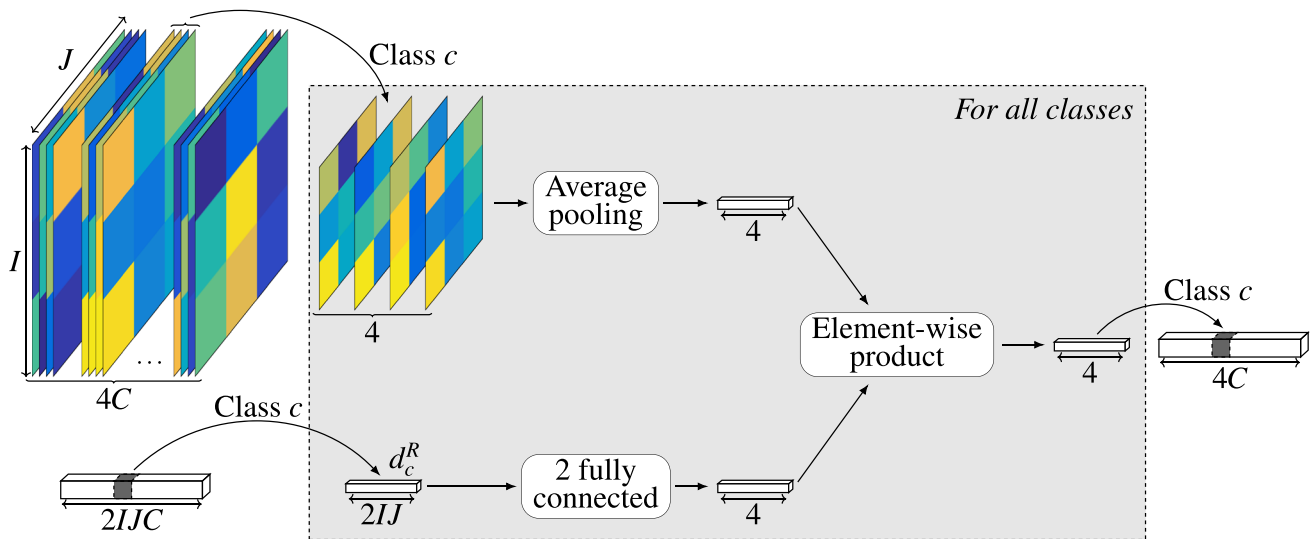 J
Class c
For all classes
I
Average
pooling
4
4
Class c
Element-wise
product
…
4C
4
4C
Class c
d_c^R
2 fully
connected
2IJC
2IJ
4